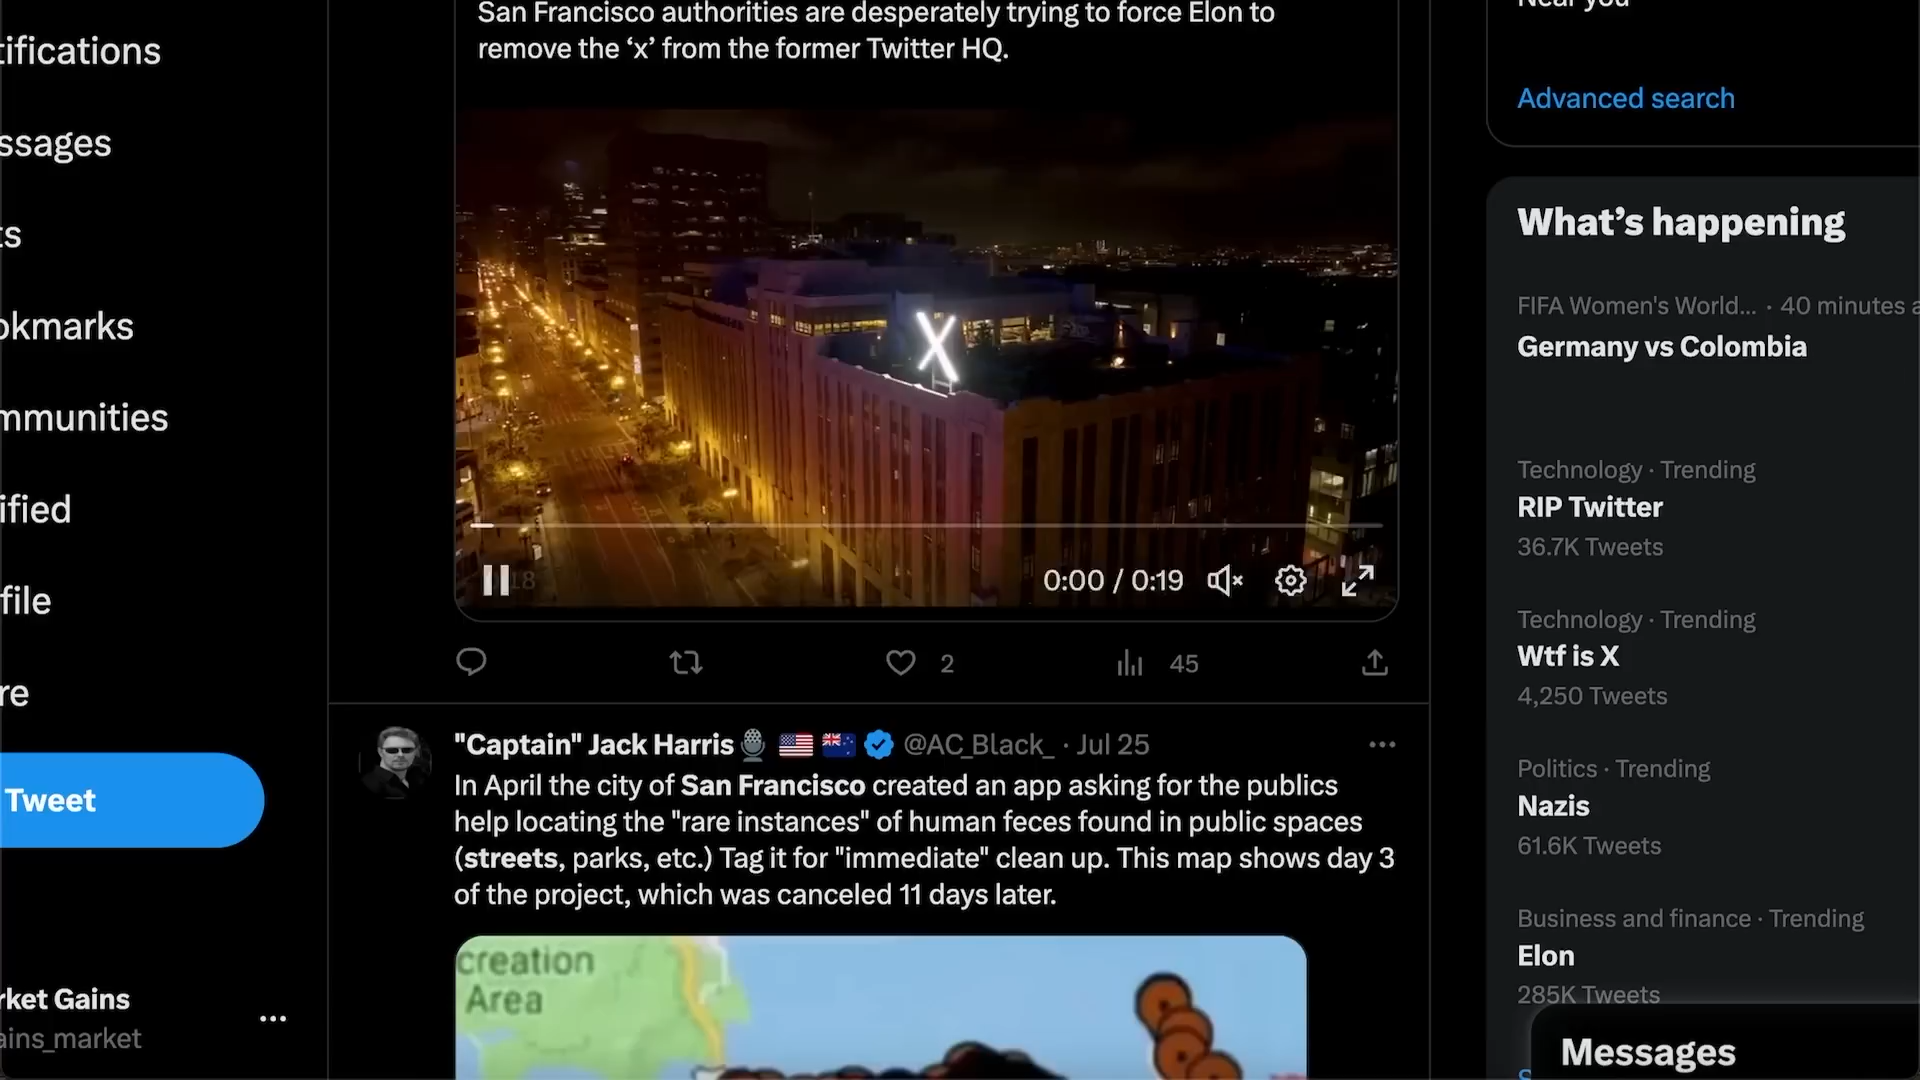 tifications
ssages
ts
okmarks
mmunities
ified
file
re
Tweet
rket Gains
ains_market
San Francisco authorities are desperately trying to force Elon to
remove the ‘x’ from the former Twitter HQ.
X
0:18
0:00 / 0:19
2
45
"Captain" Jack Harris @AC_Black_ · Jul 25
In April the city of San Francisco created an app asking for the publics
help locating the "rare instances" of human feces found in public spaces
(streets, parks, etc.) Tag it for "immediate" clean up. This map shows day 3
of the project, which was canceled 11 days later.
creation
Area
Near you
Advanced search
What’s happening
FIFA Women's World... · 40 minutes a
Germany vs Colombia
Technology · Trending
RIP Twitter
36.7K Tweets
Technology · Trending
Wtf is X
4,250 Tweets
Politics · Trending
Nazis
61.6K Tweets
Business and finance · Trending
Elon
285K Tweets
Messages